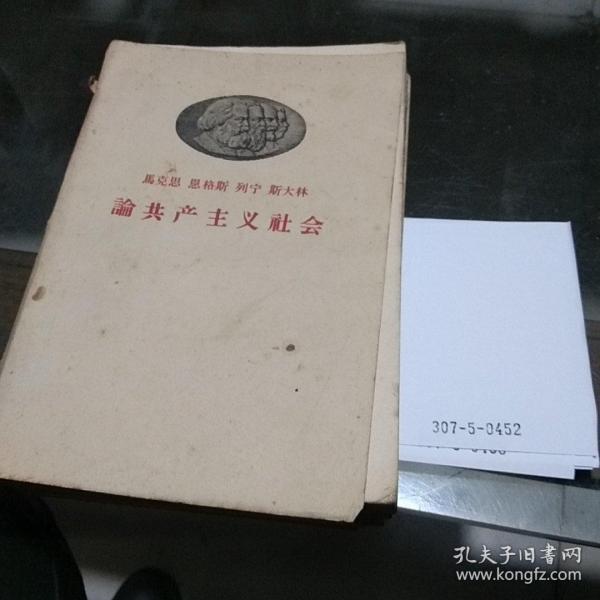 馬克思 恩格斯 列宁 斯大林
論共产主义社会
307-5-0452
孔夫子旧书网
www.kongfz.com